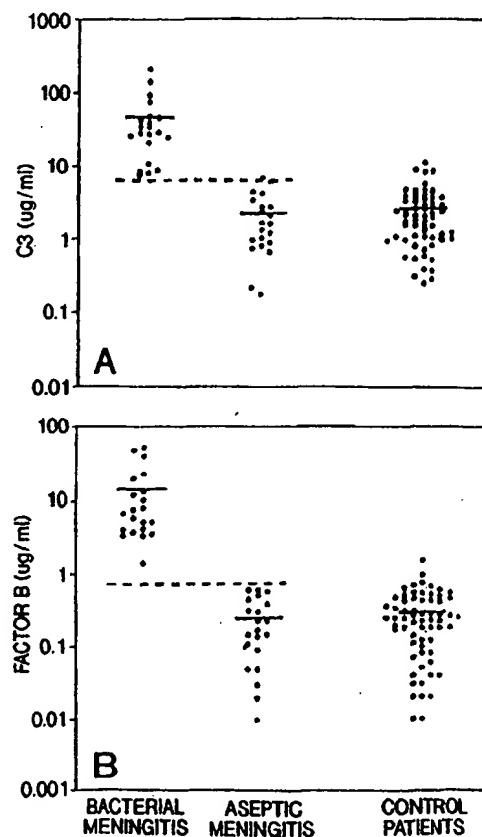 1000
100
10
1
0.1
0.01
C3 (ug/ml)
A
100
10
1
0.1
0.01
0.001
FACTOR B (ug/ml)
B
BACTERIAL MENINGITIS
ASEPTIC MENINGITIS
CONTROL PATIENTS